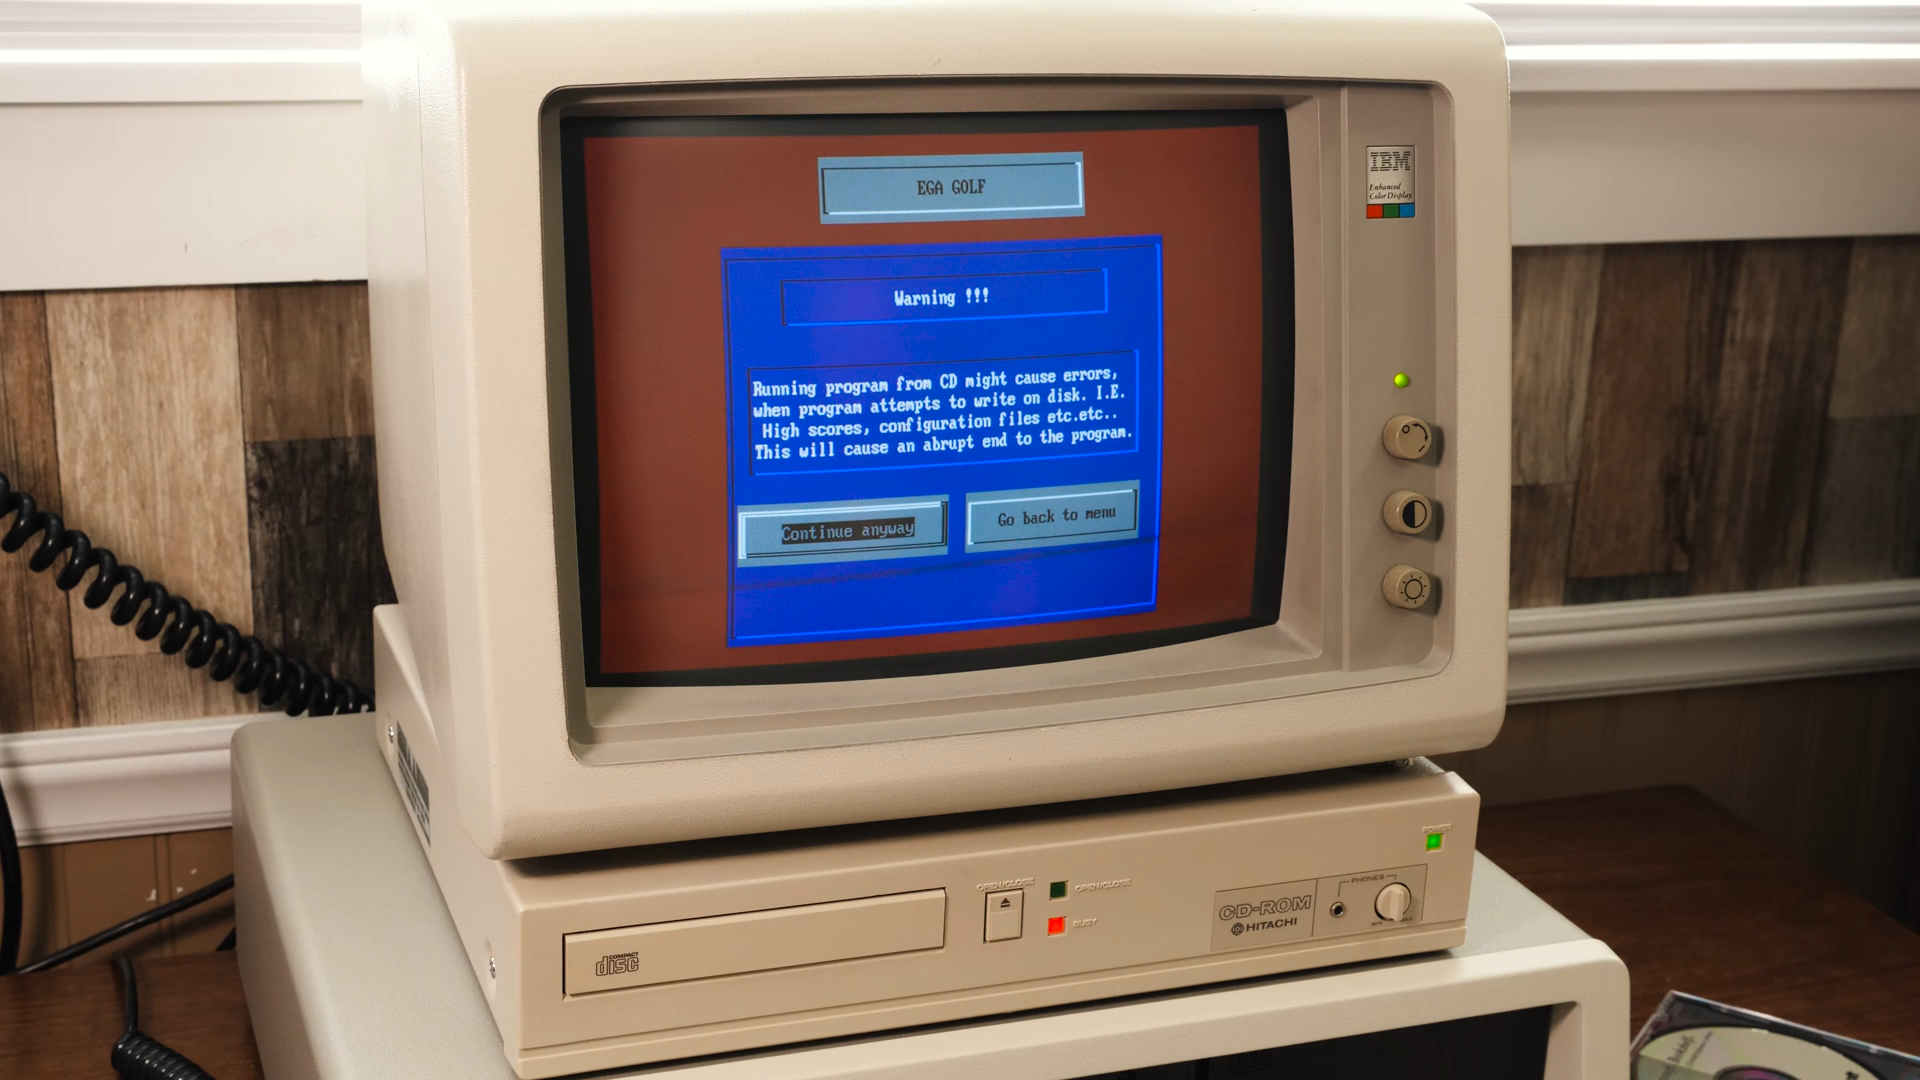 EGA GOLF
Warning !!!
Running program from CD might cause errors,
when program attempts to write on disk. I.E.
High scores, configuration files etc.etc..
This will cause an abrupt end to the program.
Continue anyway
Go back to menu
IBM
Enhanced
Color Display
POWER
OPEN/CLOSE
OPEN/CLOSE
BUSY
COMPACT
disc
CD-ROM
HITACHI
PHONES
MIN
MAX